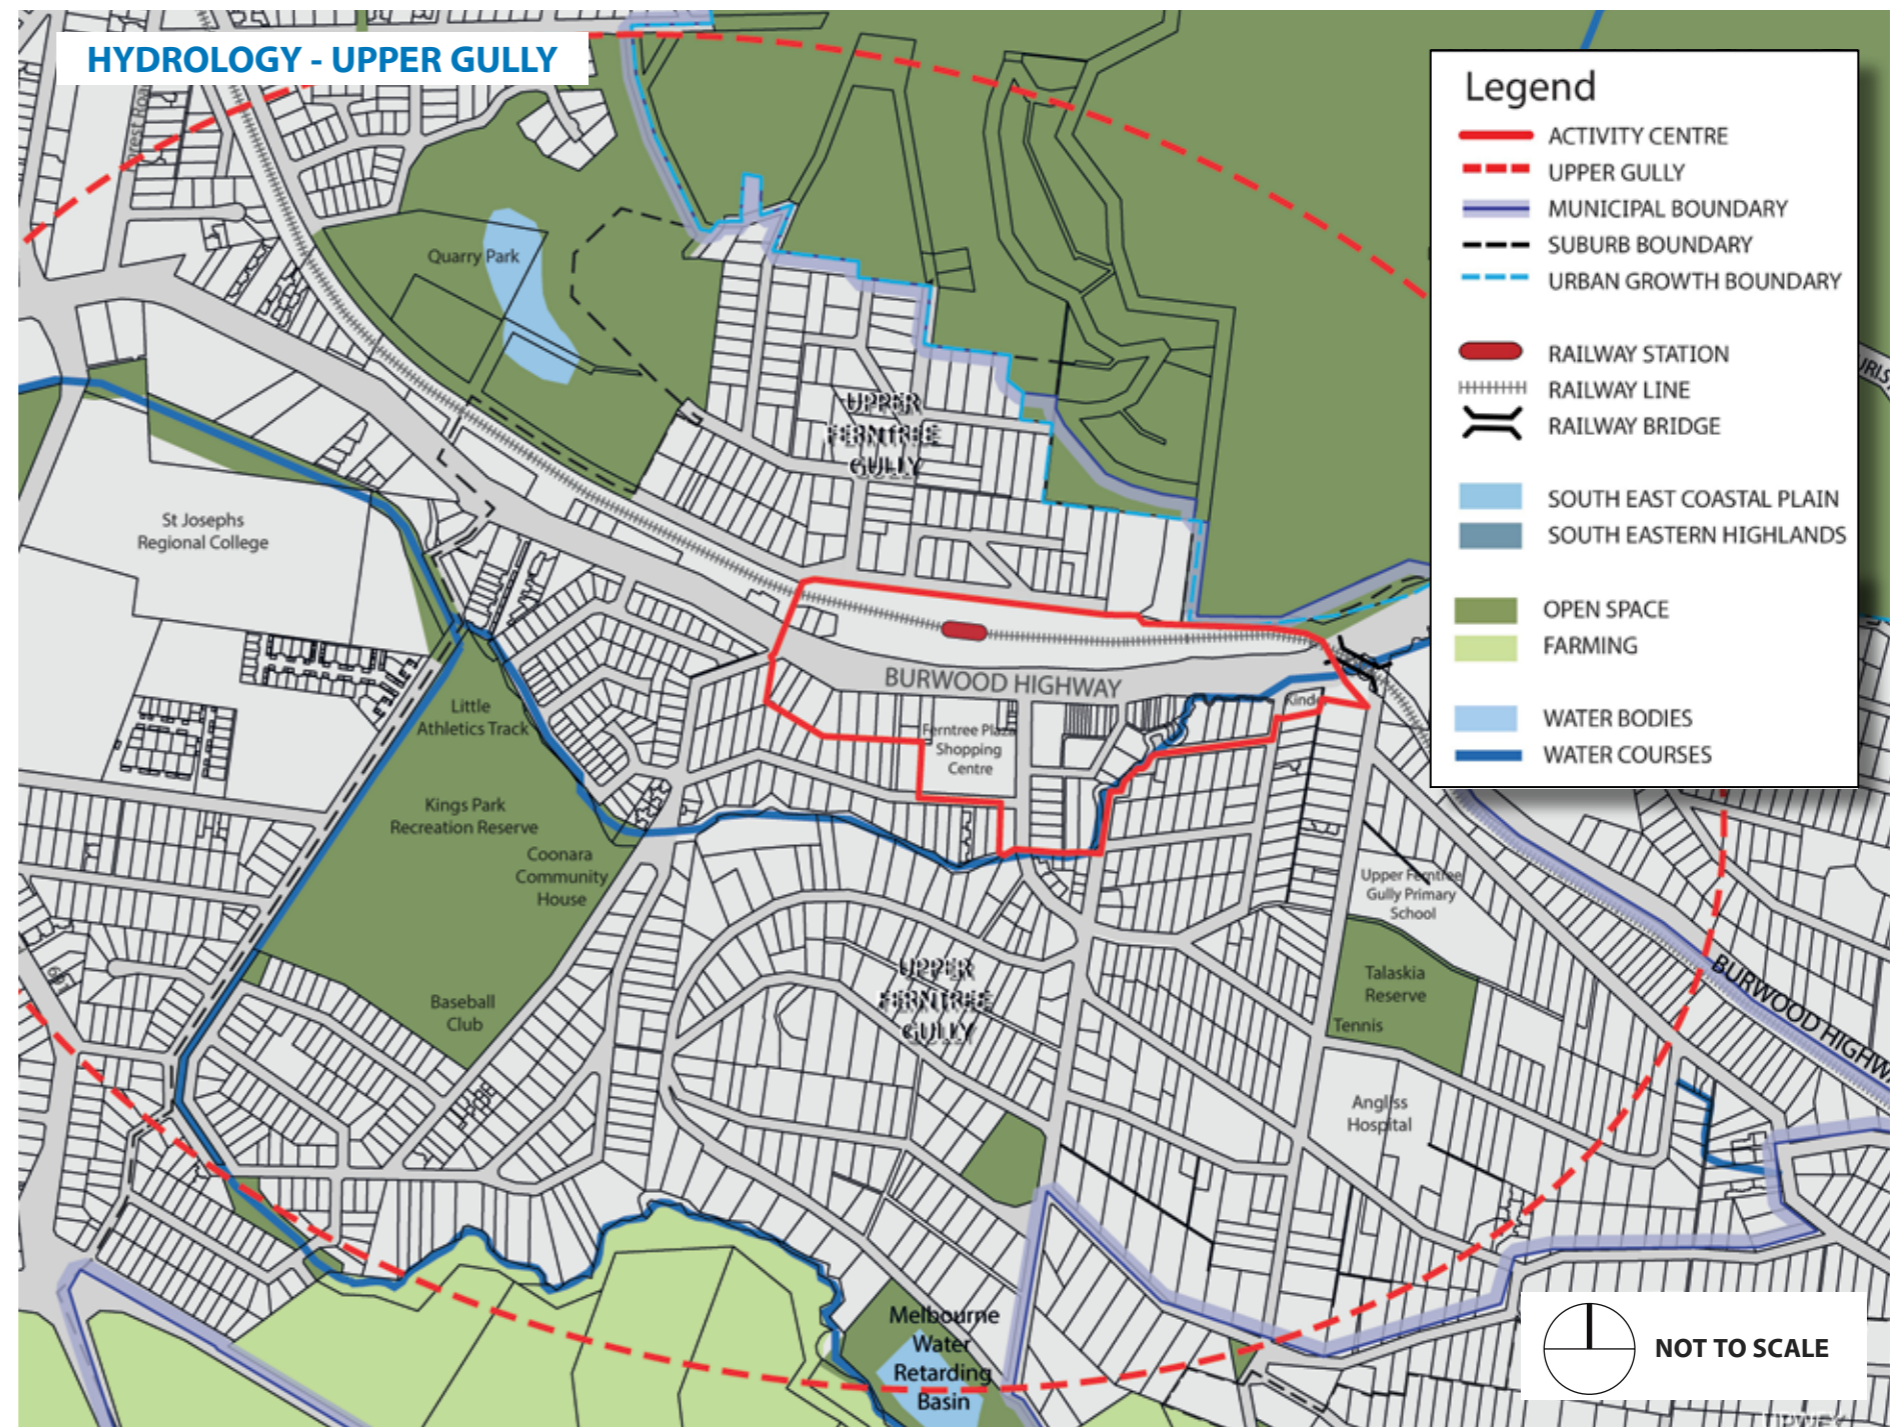 HYDROLOGY - UPPER GULLY
Legend
ACTIVITY CENTRE
UPPER GULLY
MUNICIPAL BOUNDARY
SUBURB BOUNDARY
URBAN GROWTH BOUNDARY
RAILWAY STATION
RAILWAY LINE
RAILWAY BRIDGE
SOUTH EAST COASTAL PLAIN
SOUTH EASTERN HIGHLANDS
OPEN SPACE
FARMING
WATER BODIES
WATER COURSES
Quarry Park
UPPER
FERNTREE
GULLY
St Josephs
Regional College
BURWOOD HIGHWAY
Kinde
Little
Athletics Track
Ferntree Plaza
Shopping
Centre
Kings Park
Recreation Reserve
Coonara
Community
House
Upper Ferntree
Gully Primary
School
Baseball
Club
UPPER
FERNTREE
GULLY
Talaskia
Reserve
Tennis
BURWOOD HIGHWA
Angliss
Hospital
Melbourne
Water
Retarding
Basin
NOT TO SCALE